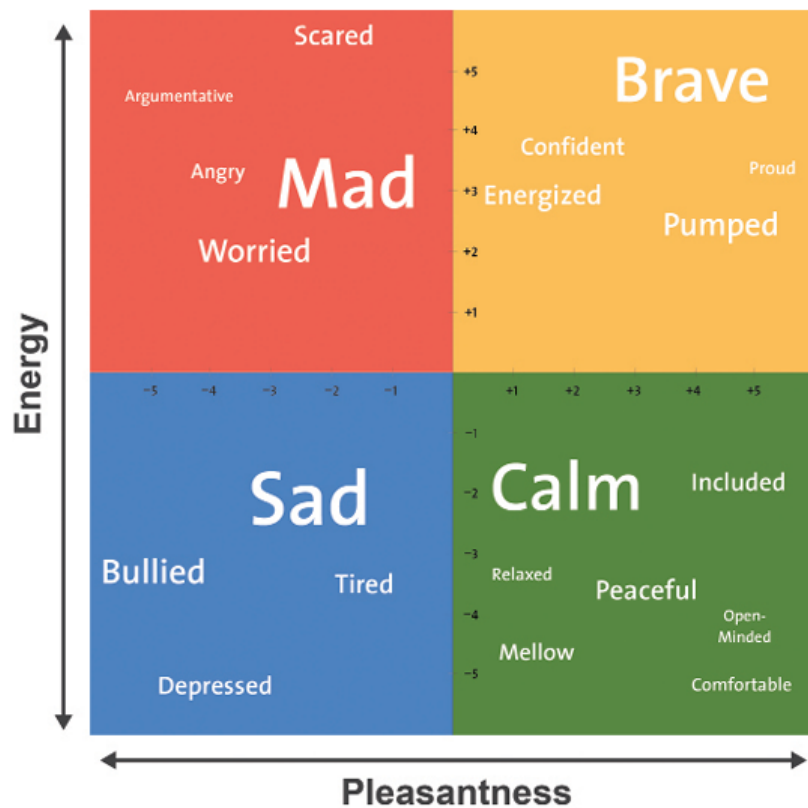 Scared
Brave
+5
Argumentative
+4
Confident
Angry
Mad
Proud
+3
Energized
Pumped
Worried
+2
+1
Energy
−5
−4
−3
−2
−1
+1
+2
+3
+4
+5
−1
Sad
Calm
Included
−2
−3
Bullied
Tired
Relaxed
Peaceful
−4
Open-
Minded
Mellow
−5
Depressed
Comfortable
Pleasantness